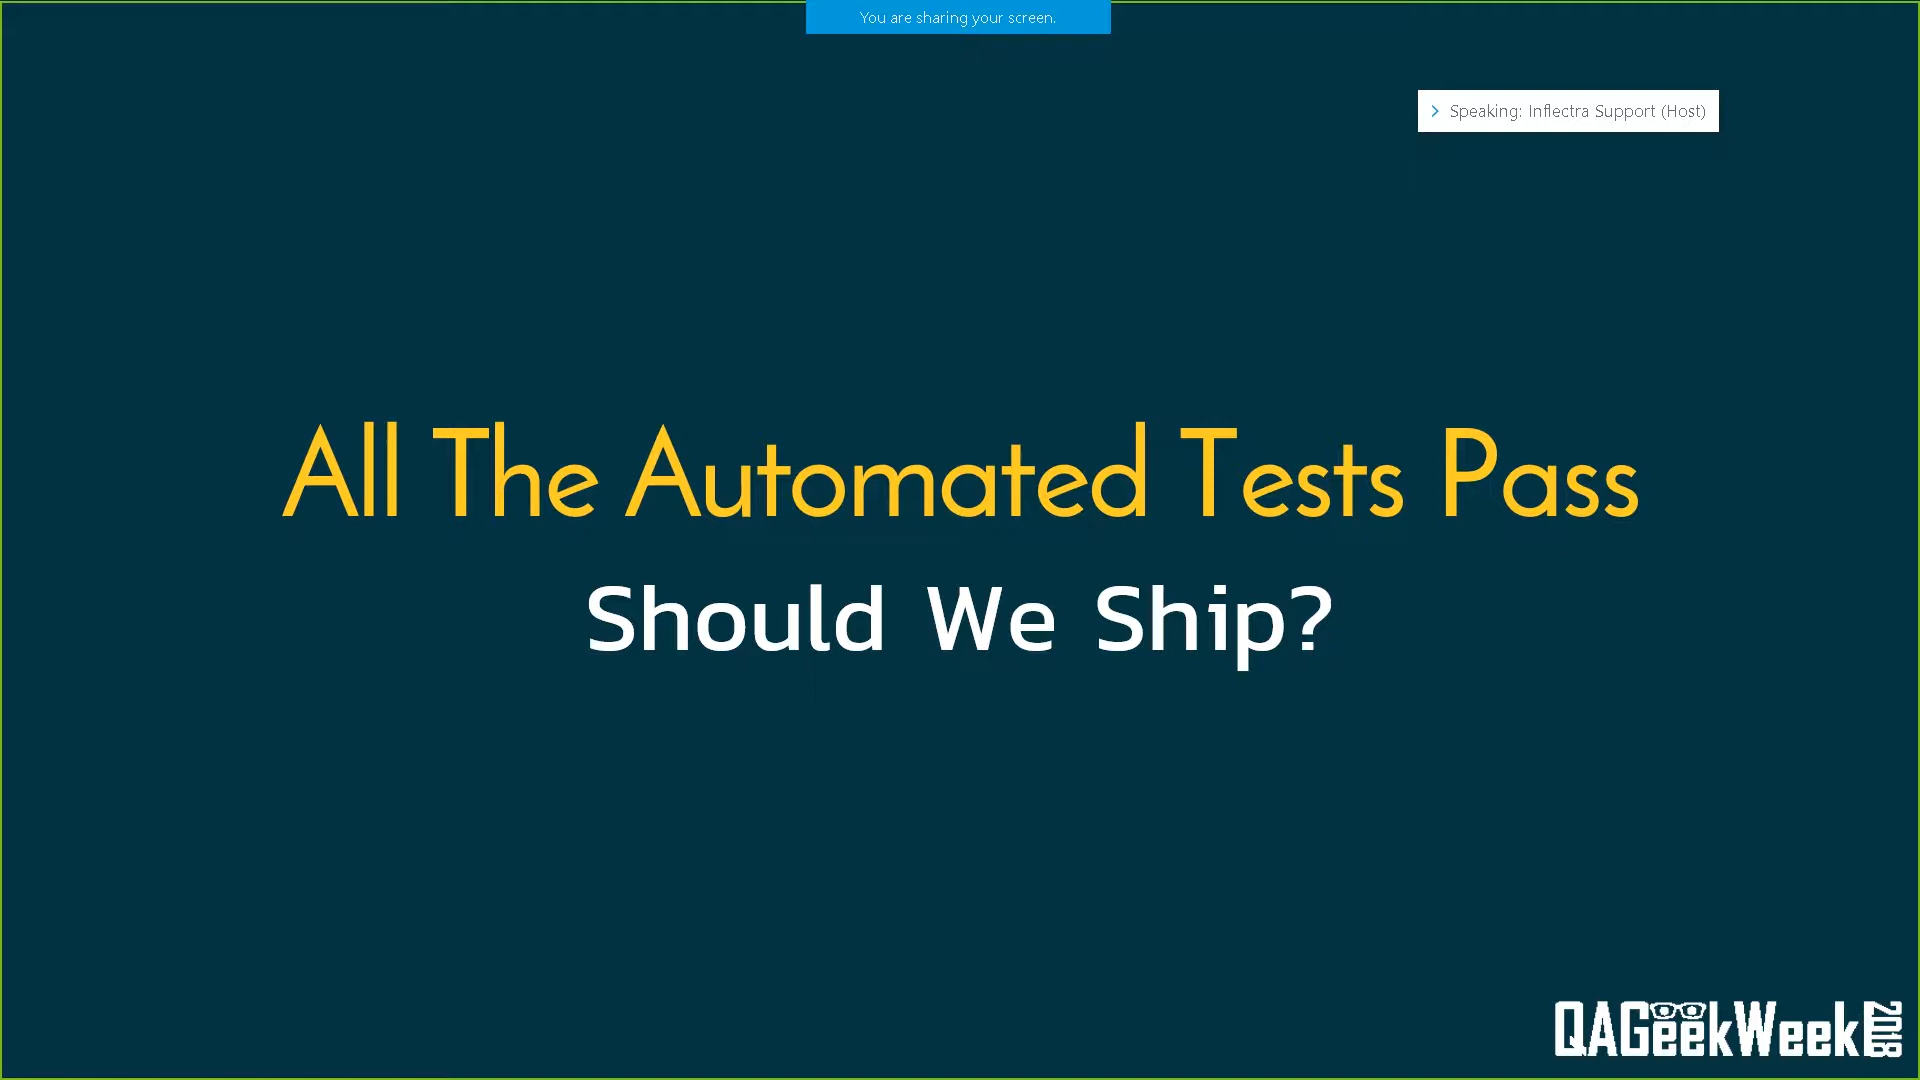 You are sharing your screen.
Speaking: Inflectra Support (Host)
All The Automated Tests Pass
Should We Ship?
QAGeekWeek 2018